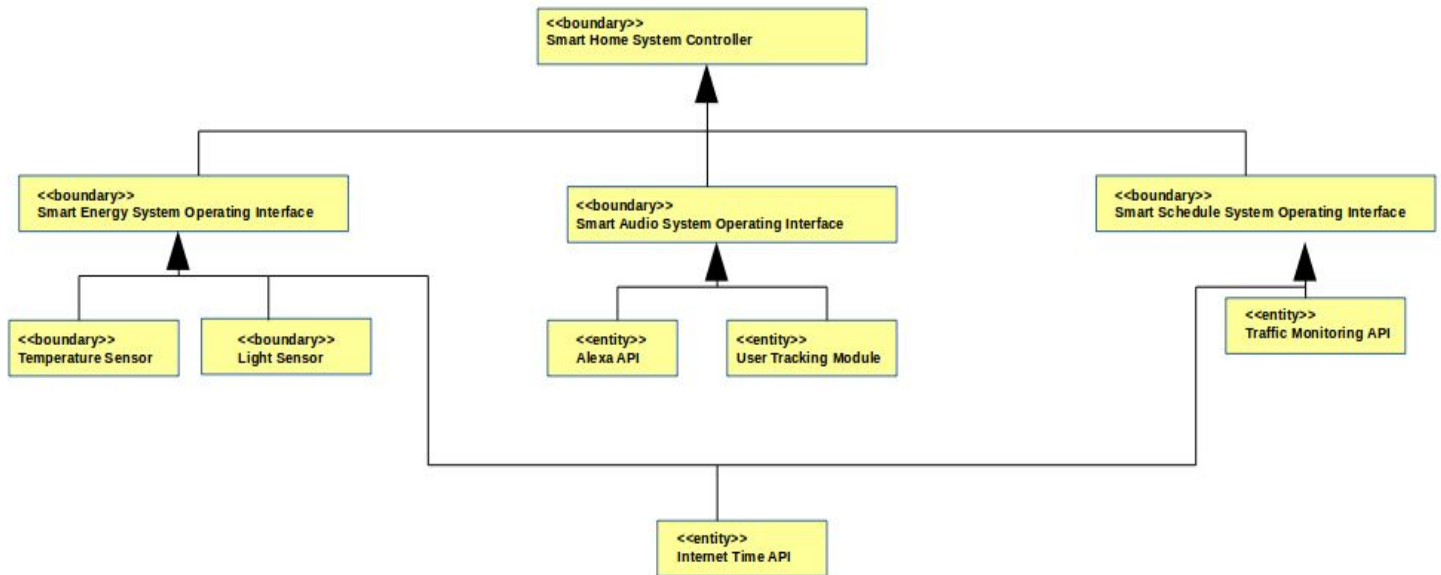 <<boundary>>
Smart Home System Controller
<<boundary>>
Smart Energy System Operating Interface
<<boundary>>
Smart Audio System Operating Interface
<<boundary>>
Smart Schedule System Operating Interface
<<boundary>>
Temperature Sensor
<<boundary>>
Light Sensor
<<entity>>
Alexa API
<<entity>>
User Tracking Module
<<entity>>
Traffic Monitoring API
<<entity>>
Internet Time API